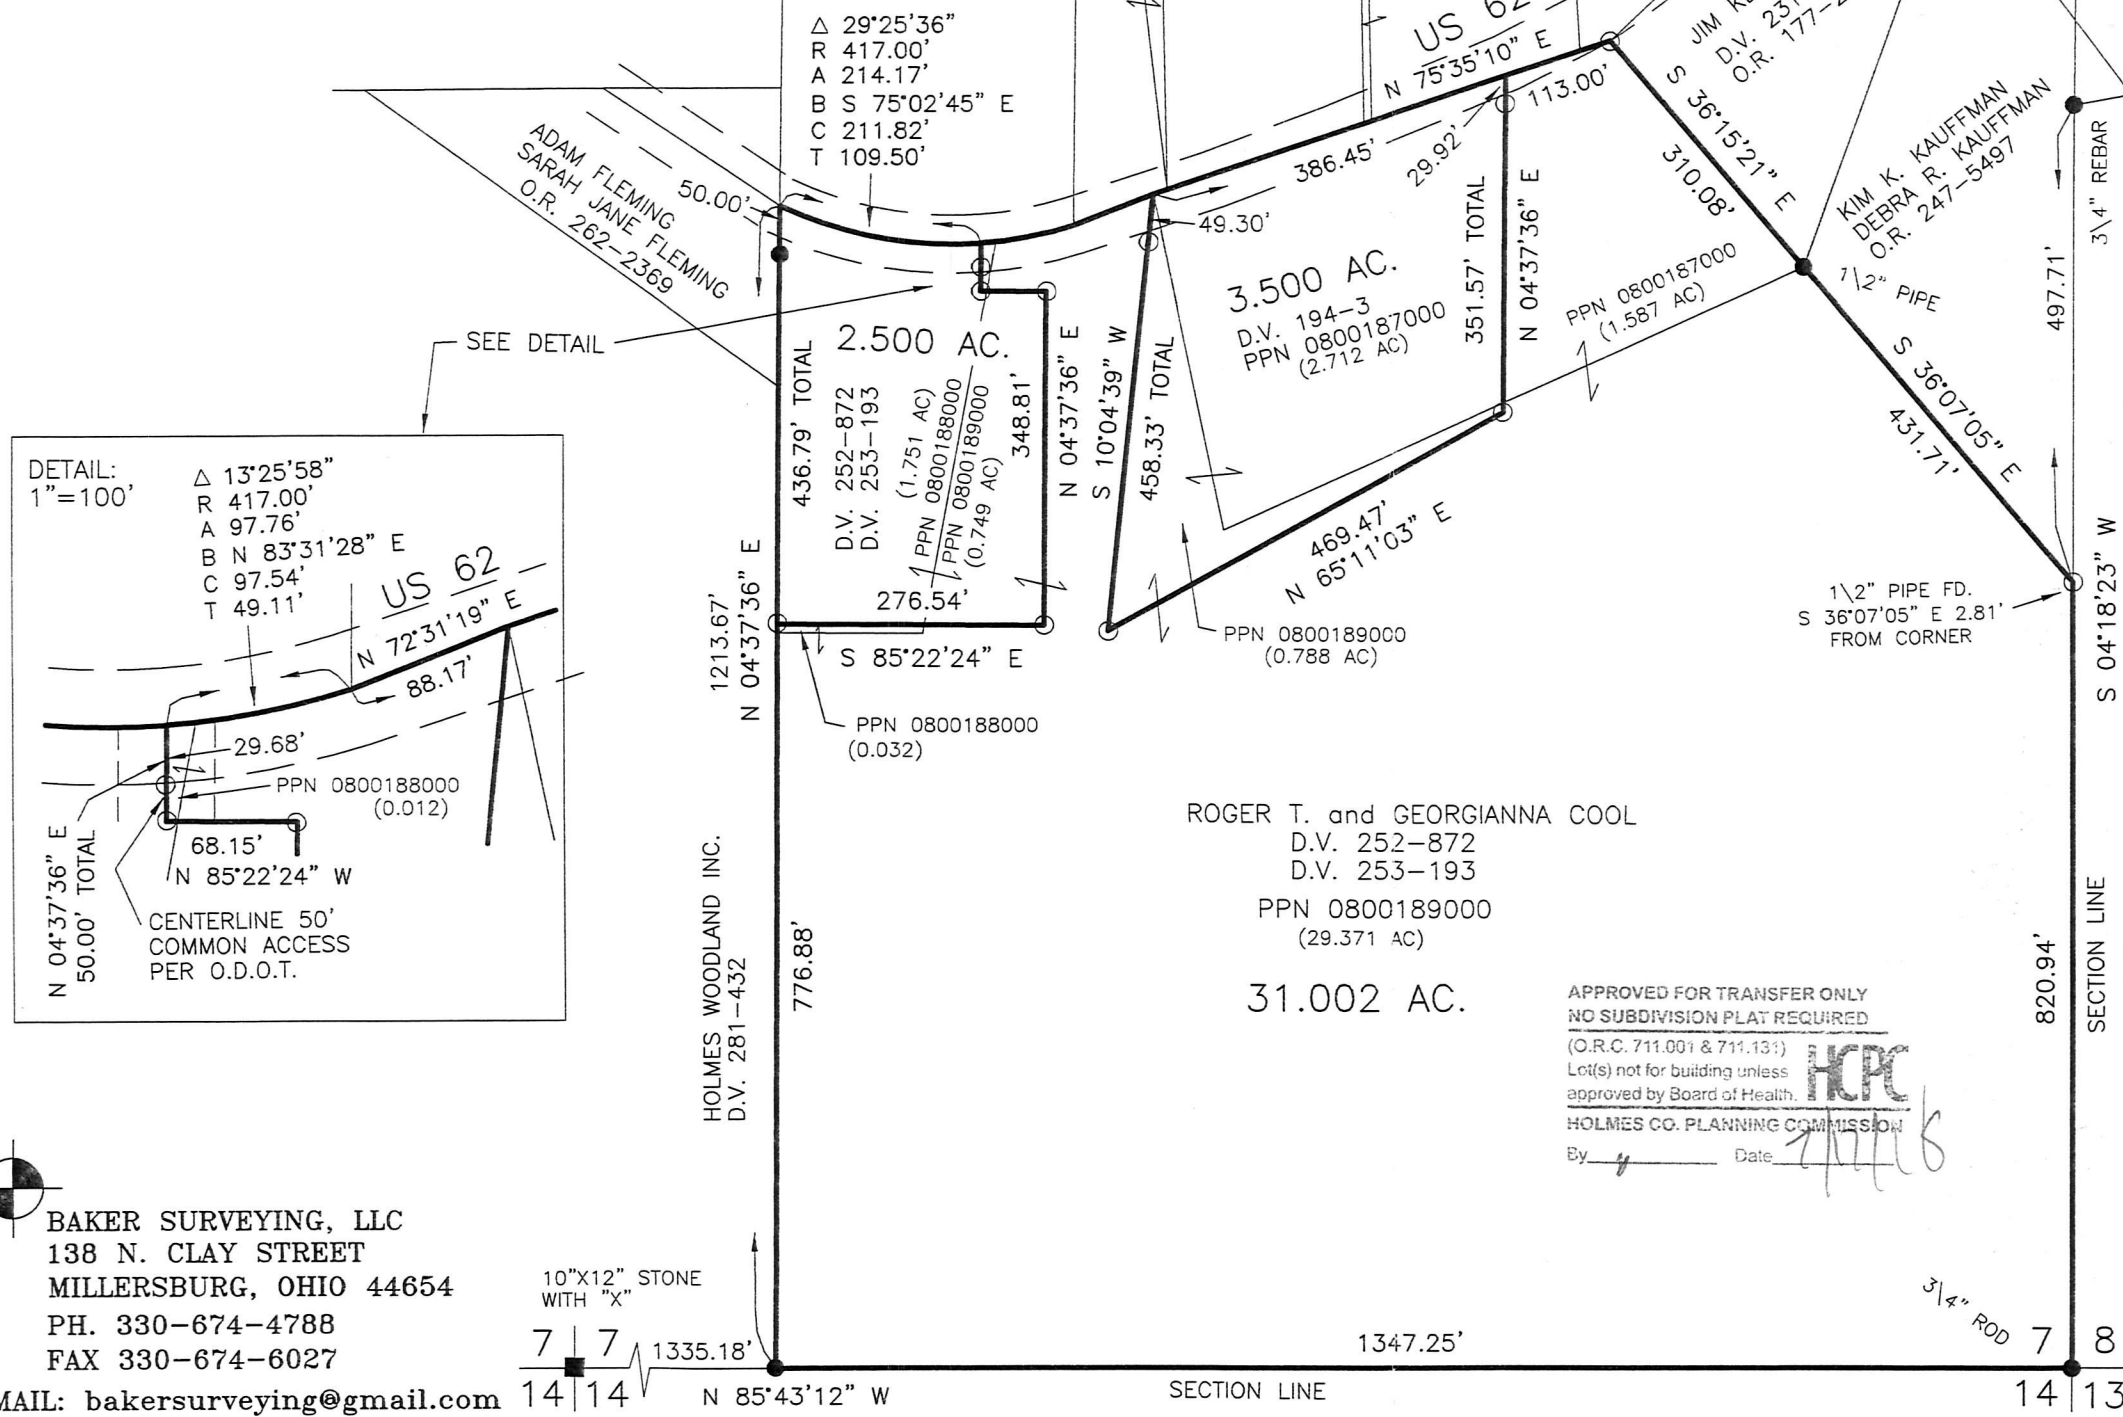 △ 29°25'36"
R 417.00'
A 214.17'
B S 75°02'45" E
C 211.82'
T 109.50'
US 62
N 75°35'10" E
113.00'
386.45'
29.92'
49.30'
50.00'
ADAM FLEMING
SARAH JANE FLEMING
O.R. 262-2369
JIM
D.V.
O.R.
S 36°15'21" E
310.08'
KIM K. KAUFFMAN
DEBRA R. KAUFFMAN
O.R. 247-5497
3\4" REBAR
497.71'
1\2" PIPE
SEE DETAIL
2.500 AC.
D.V. 252-872
D.V. 253-193
(1.751 AC)
PPN 0800188000
PPN 0800189000
(0.749 AC)
436.79' TOTAL
348.81'
N 04°37'36" E
S 10°04'39" W
458.33' TOTAL
276.54'
S 85°22'24" E
3.500 AC.
D.V. 194-3
PPN 0800187000
(2.712 AC)
351.57' TOTAL
N 04°37'36" E
PPN 0800187000
(1.587 AC)
469.47'
N 65°11'03" E
PPN 0800189000
(0.788 AC)
S 36°07'05" E
431.71'
1\2" PIPE FD.
S 36°07'05" E 2.81'
FROM CORNER
S 04°18'23" W
SECTION LINE
820.94'
DETAIL:
1"=100'
△ 13°25'58"
R 417.00'
A 97.76'
B N 83°31'28" E
C 97.54'
T 49.11'
US 62
N 72°31'19" E
88.17'
29.68'
PPN 0800188000
(0.012)
68.15'
N 85°22'24" W
N 04°37'36" E
50.00' TOTAL
CENTERLINE 50'
COMMON ACCESS
PER O.D.O.T.
1213.67'
N 04°37'36" E
PPN 0800188000
(0.032)
HOLMES WOODLAND INC.
D.V. 281-432
776.88'
ROGER T. and GEORGIANNA COOL
D.V. 252-872
D.V. 253-193
PPN 0800189000
(29.371 AC)
31.002 AC.
APPROVED FOR TRANSFER ONLY
NO SUBDIVISION PLAT REQUIRED
(O.R.C. 711.001 & 711.131)
Lot(s) not for building unless
approved by Board of Health.
HCPC
HOLMES CO. PLANNING COMMISSION
By Date
BAKER SURVEYING, LLC
138 N. CLAY STREET
MILLERSBURG, OHIO 44654
PH. 330-674-4788
FAX 330-674-6027
MAIL: bakersurveying@gmail.com
10"X12" STONE
WITH "X"
7 7
14 14
1335.18'
N 85°43'12" W
1347.25'
SECTION LINE
3\4" ROD
7 8
14 13